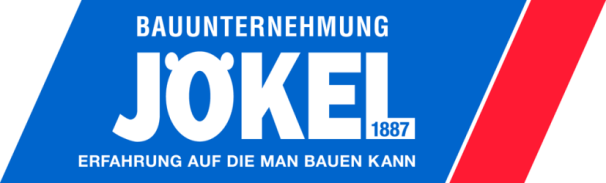 BAUUNTERNEHMUNG
JÖKEL
1887
ERFAHRUNG AUF DIE MAN BAUEN KANN